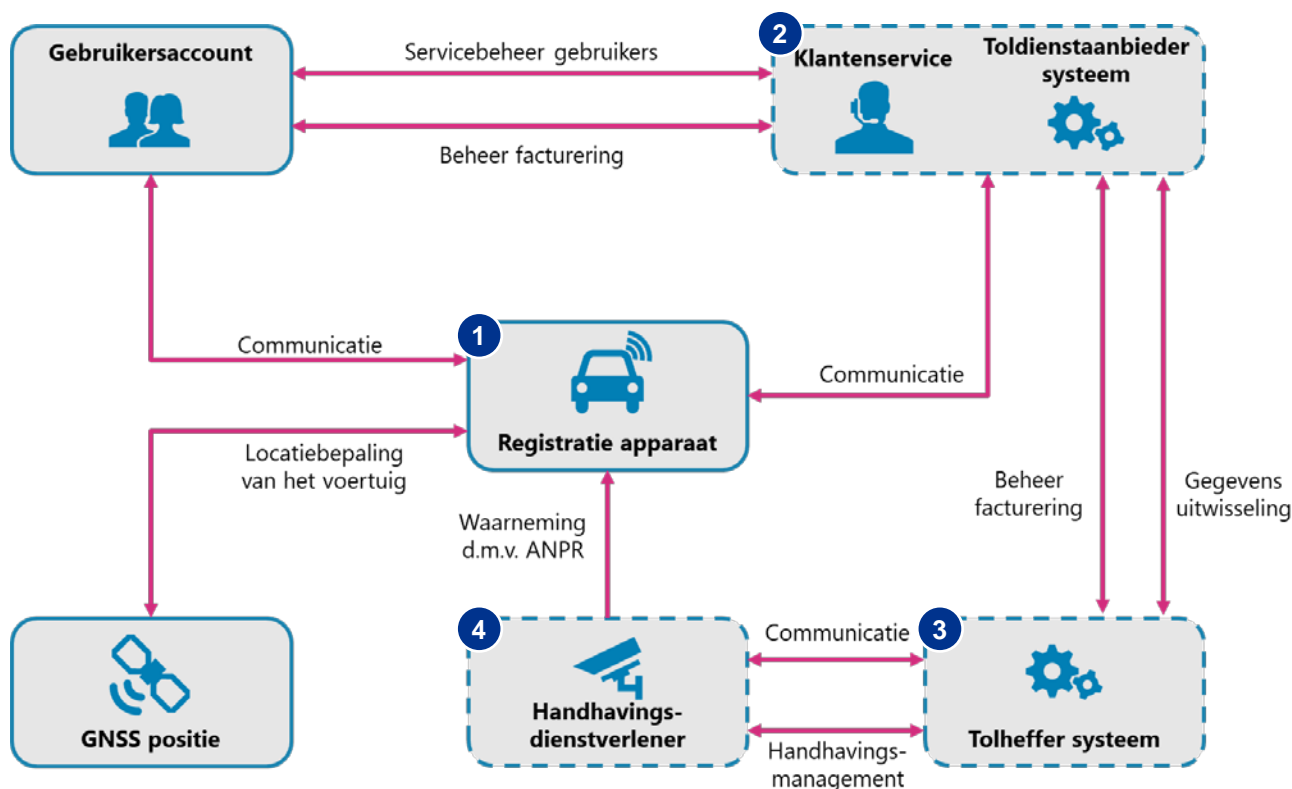 Gebruikersaccount
Servicebeheer gebruikers
Beheer facturering
2
Klantenservice
Toldienstaanbieder
systeem
Communicatie
1
Registratie apparaat
Communicatie
Locatiebepaling
van het voertuig
Waarneming
d.m.v. ANPR
Beheer
facturering
Gegevens
uitwisseling
GNSS positie
4
Handhavings-
dienstverlener
Communicatie
Handhavings-
management
3
Tolheffer systeem